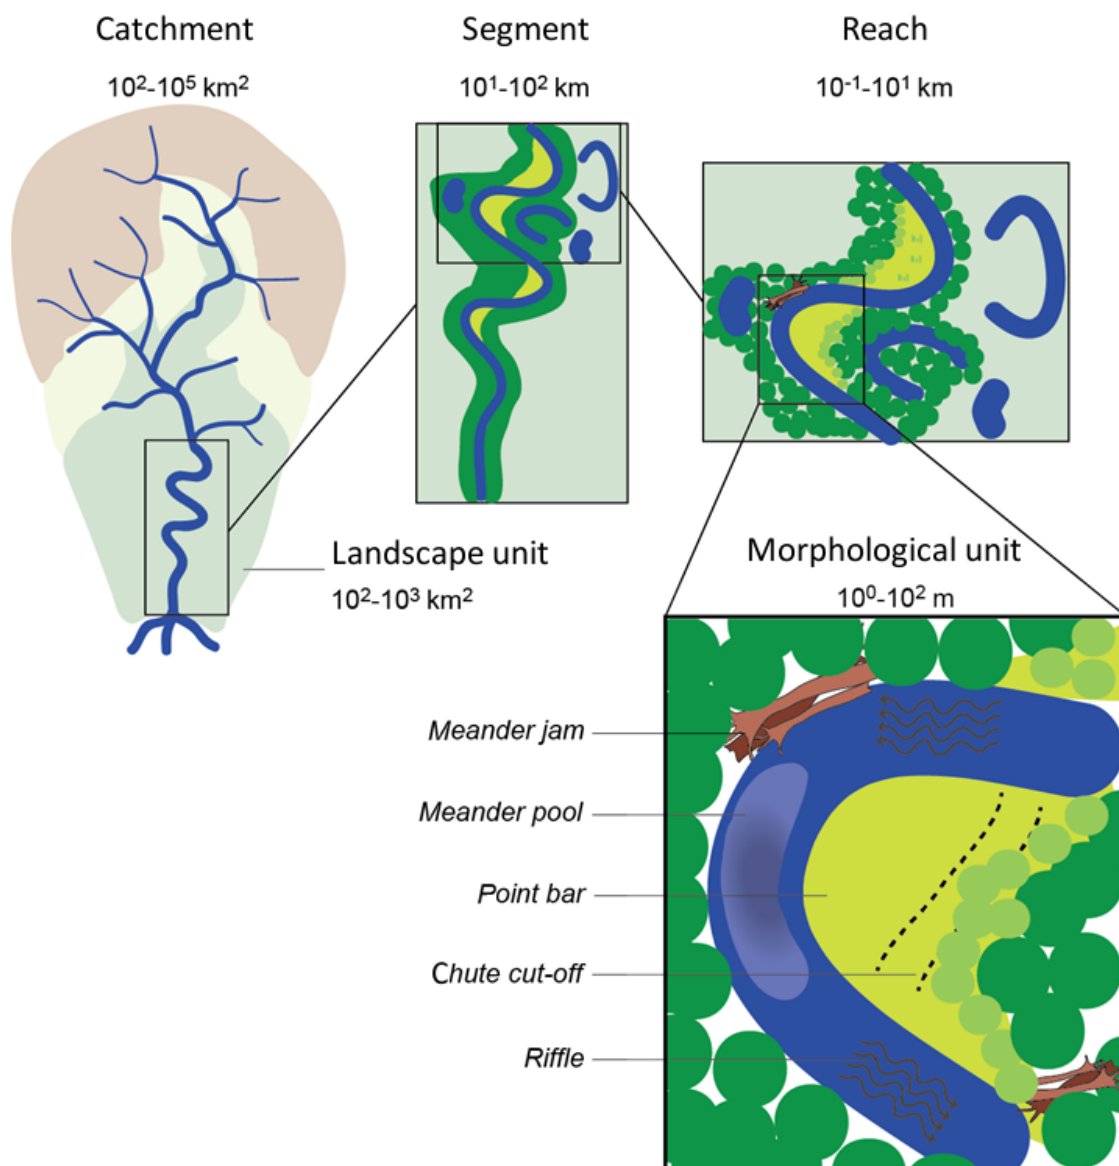 Catchment
10²-10⁵ km²
Segment
10¹-10² km
Reach
10⁻¹-10¹ km
Landscape unit
10²-10³ km²
Morphological unit
10⁰-10² m
Meander jam
Meander pool
Point bar
Chute cut-off
Riffle